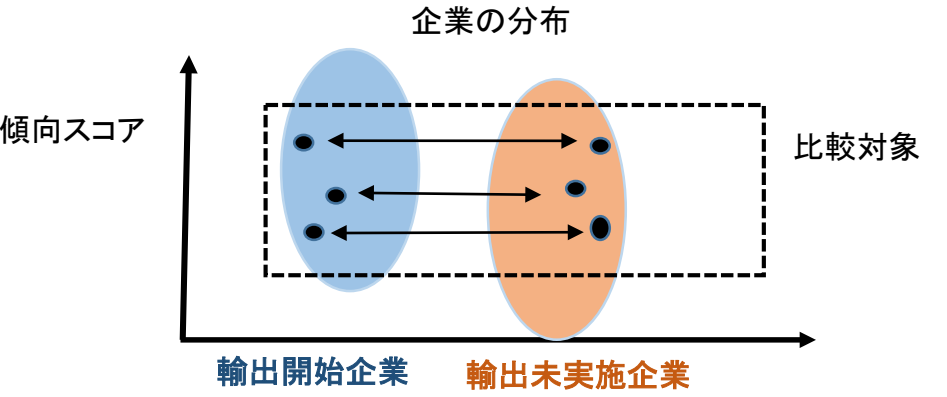 企業の分布
傾向スコア
比較対象
輸出開始企業
輸出未実施企業